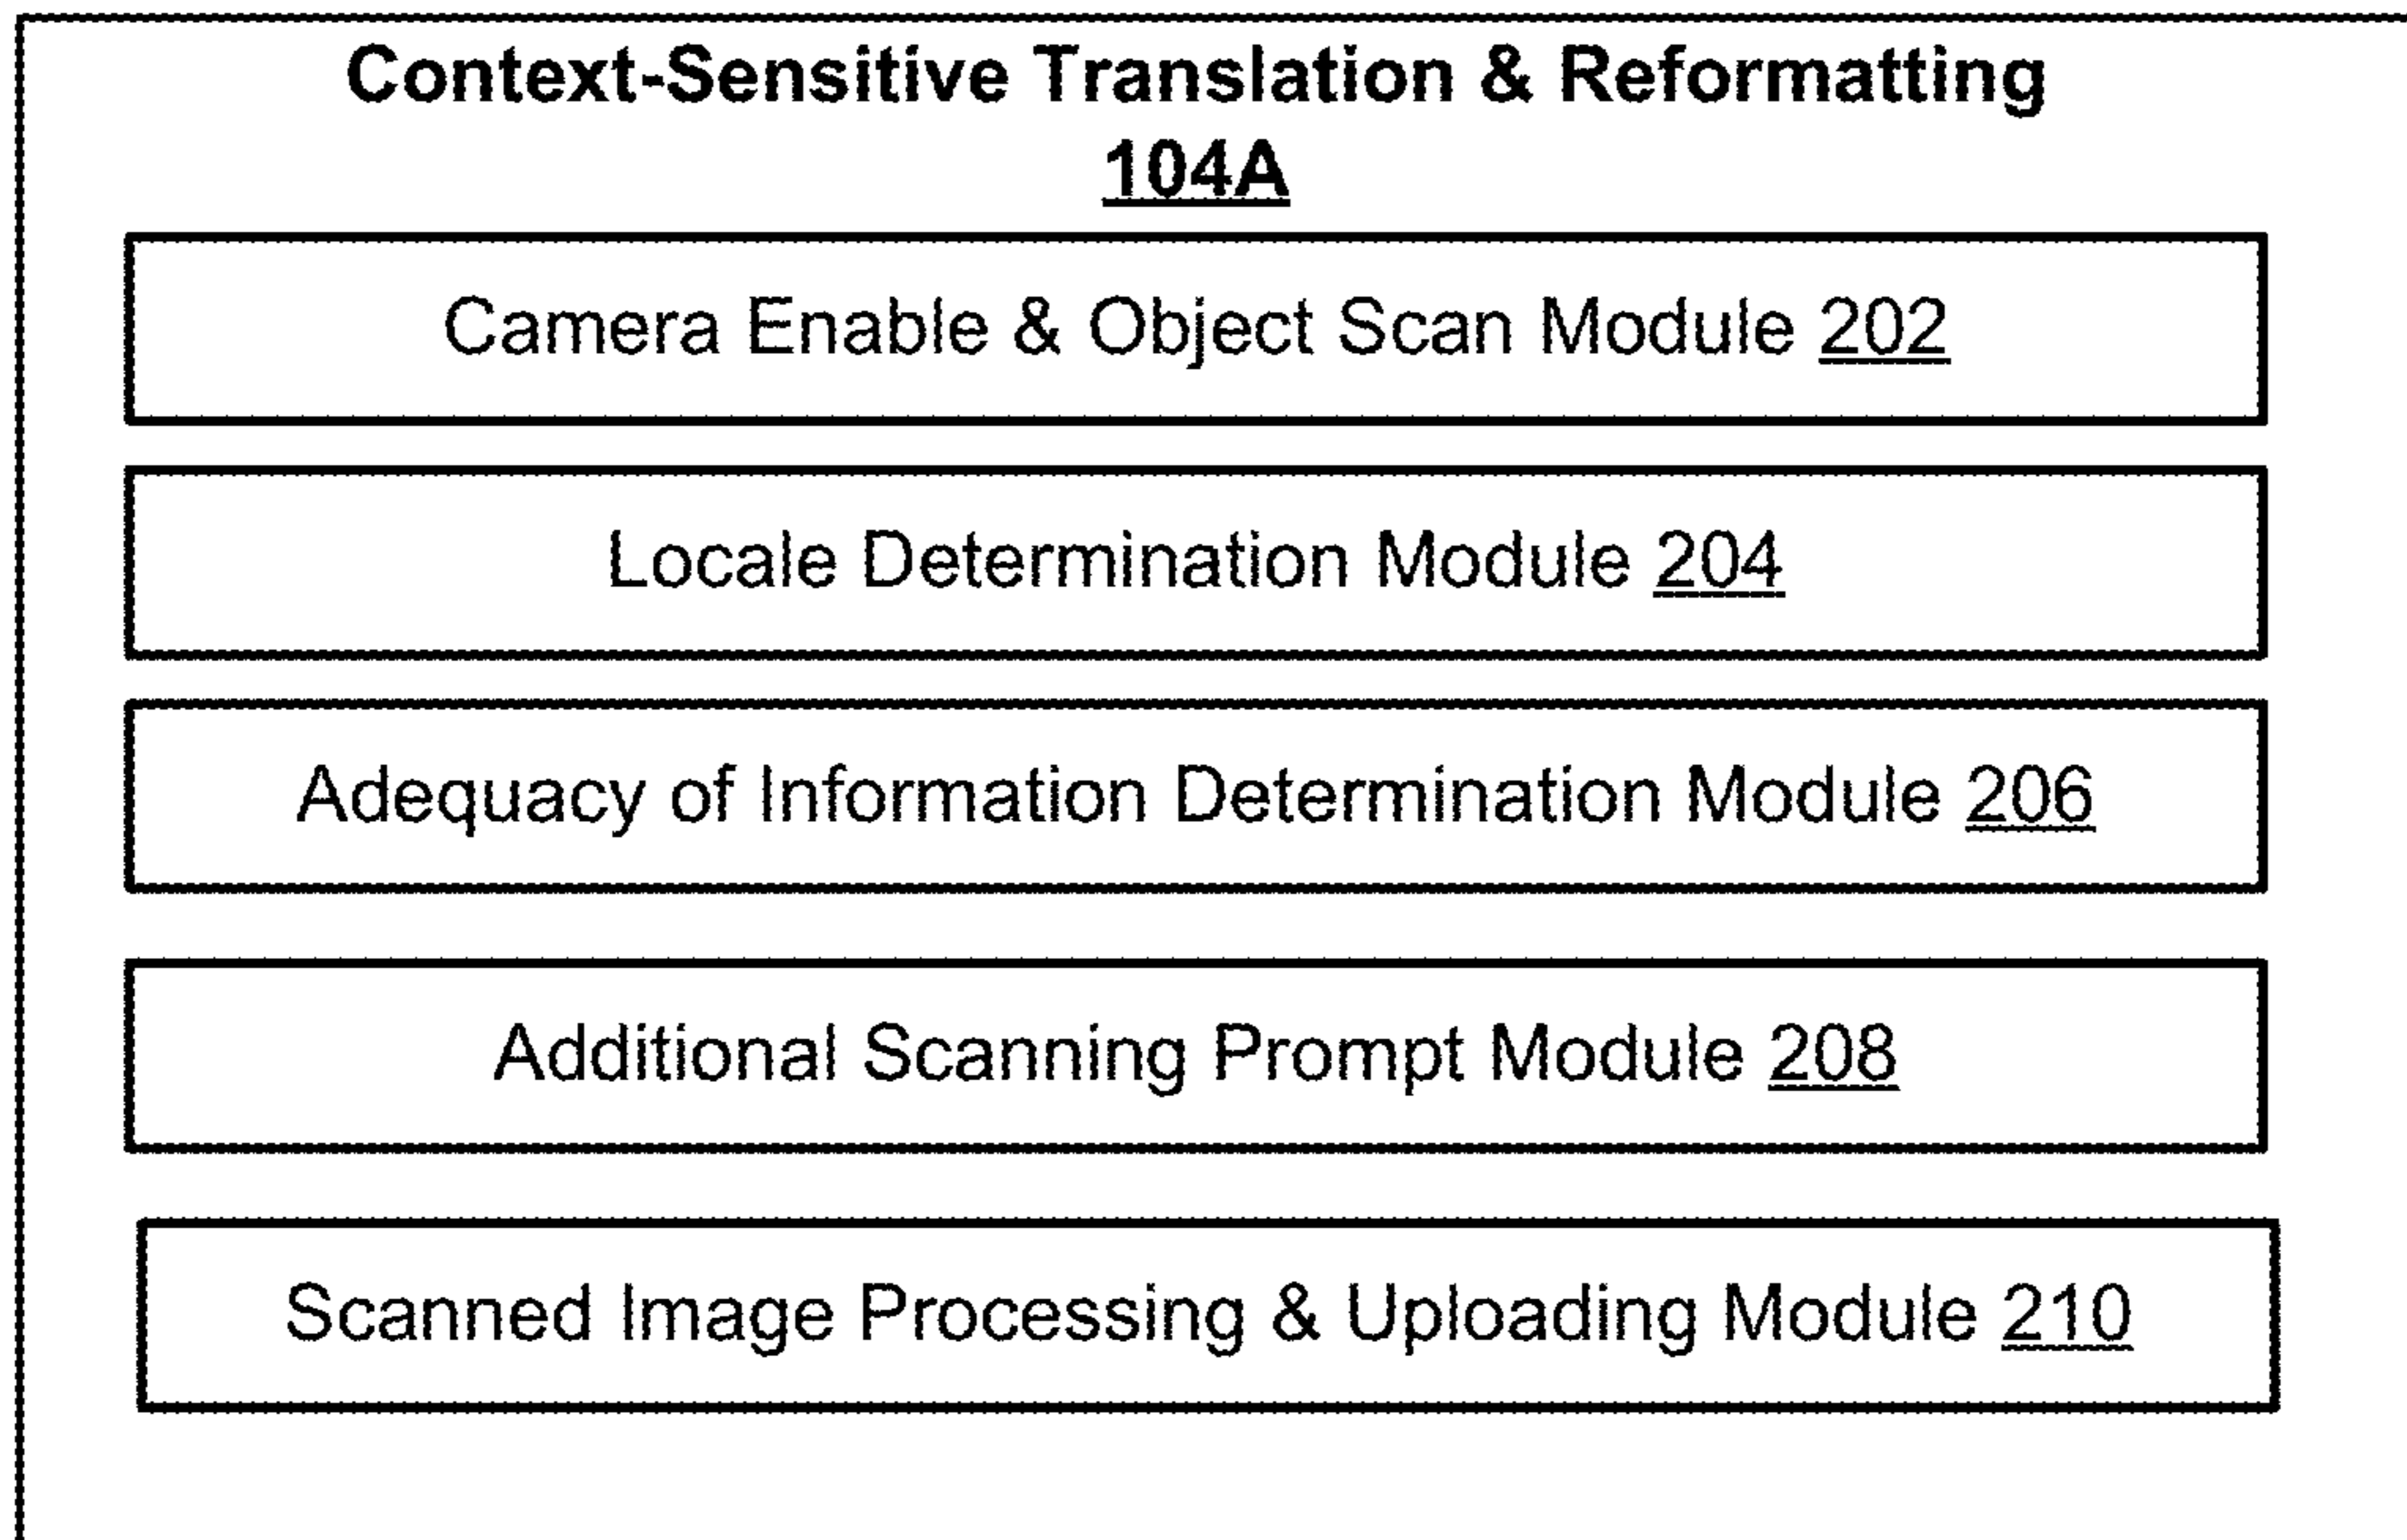 Context-Sensitive Translation & Reformatting
104A
Camera Enable & Object Scan Module 202
Locale Determination Module 204
Adequacy of Information Determination Module 206
Additional Scanning Prompt Module 208
Scanned Image Processing & Uploading Module 210